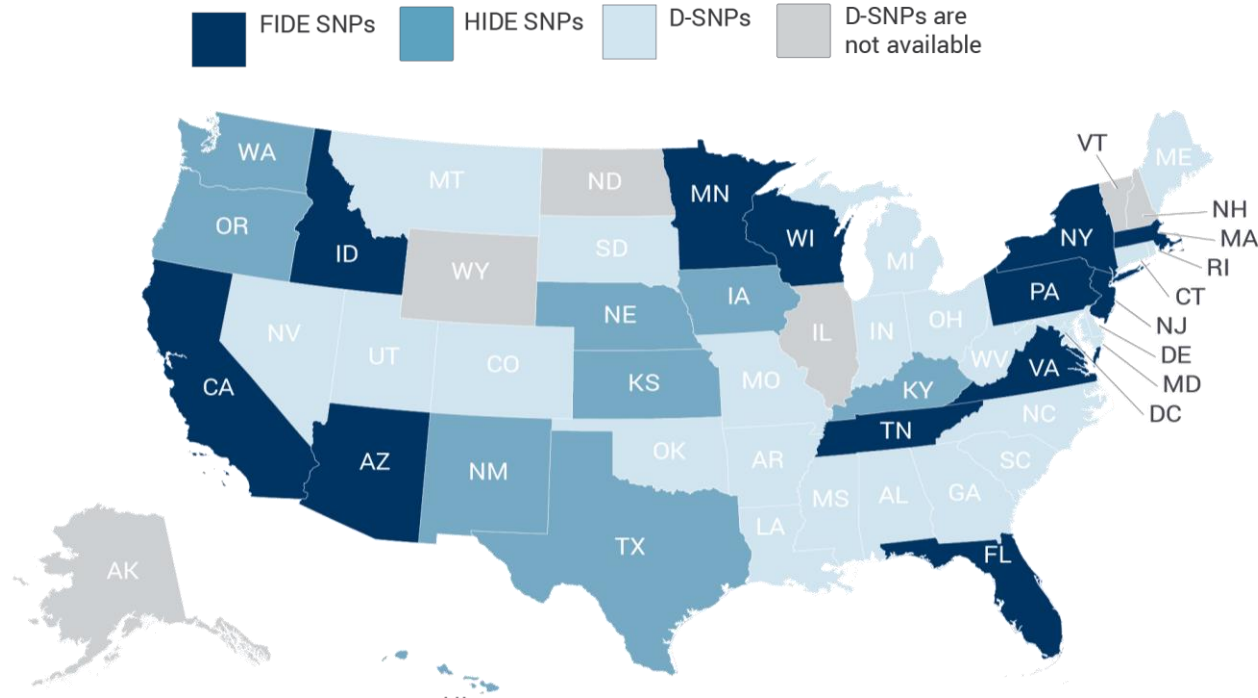 FIDE SNPs
HIDE SNPs
D-SNPs
D-SNPs are
not available
WA
MT
ND
MN
VT
ME
OR
ID
WY
SD
WI
MI
NY
NH
MA
RI
CT
NJ
DE
MD
DC
NV
UT
CO
NE
IA
IL
IN
OH
PA
WV
VA
CA
KS
MO
KY
NC
TN
AZ
NM
OK
AR
SC
MS
AL
GA
LA
TX
FL
AK